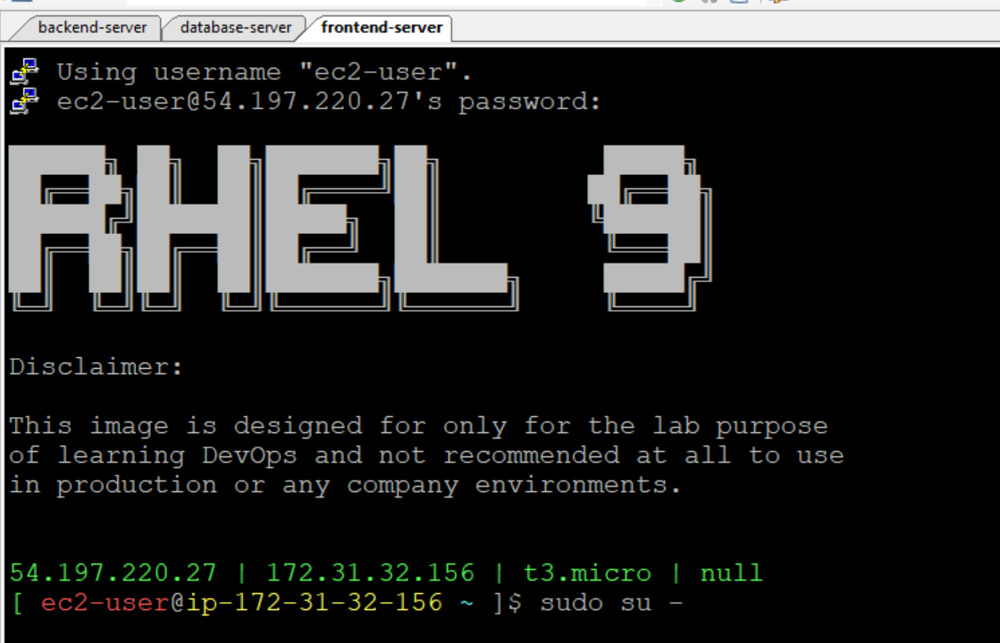 backend-server database-server frontend-server
Using username "ec2-user".
ec2-user@54.197.220.27's password:
RHEL 9
Disclaimer:
This image is designed for only for the lab purpose
of learning DevOps and not recommended at all to use
in production or any company environments.
54.197.220.27 | 172.31.32.156 | t3.micro | null
[ ec2-user@ip-172-31-32-156 ~ ]$ sudo su -